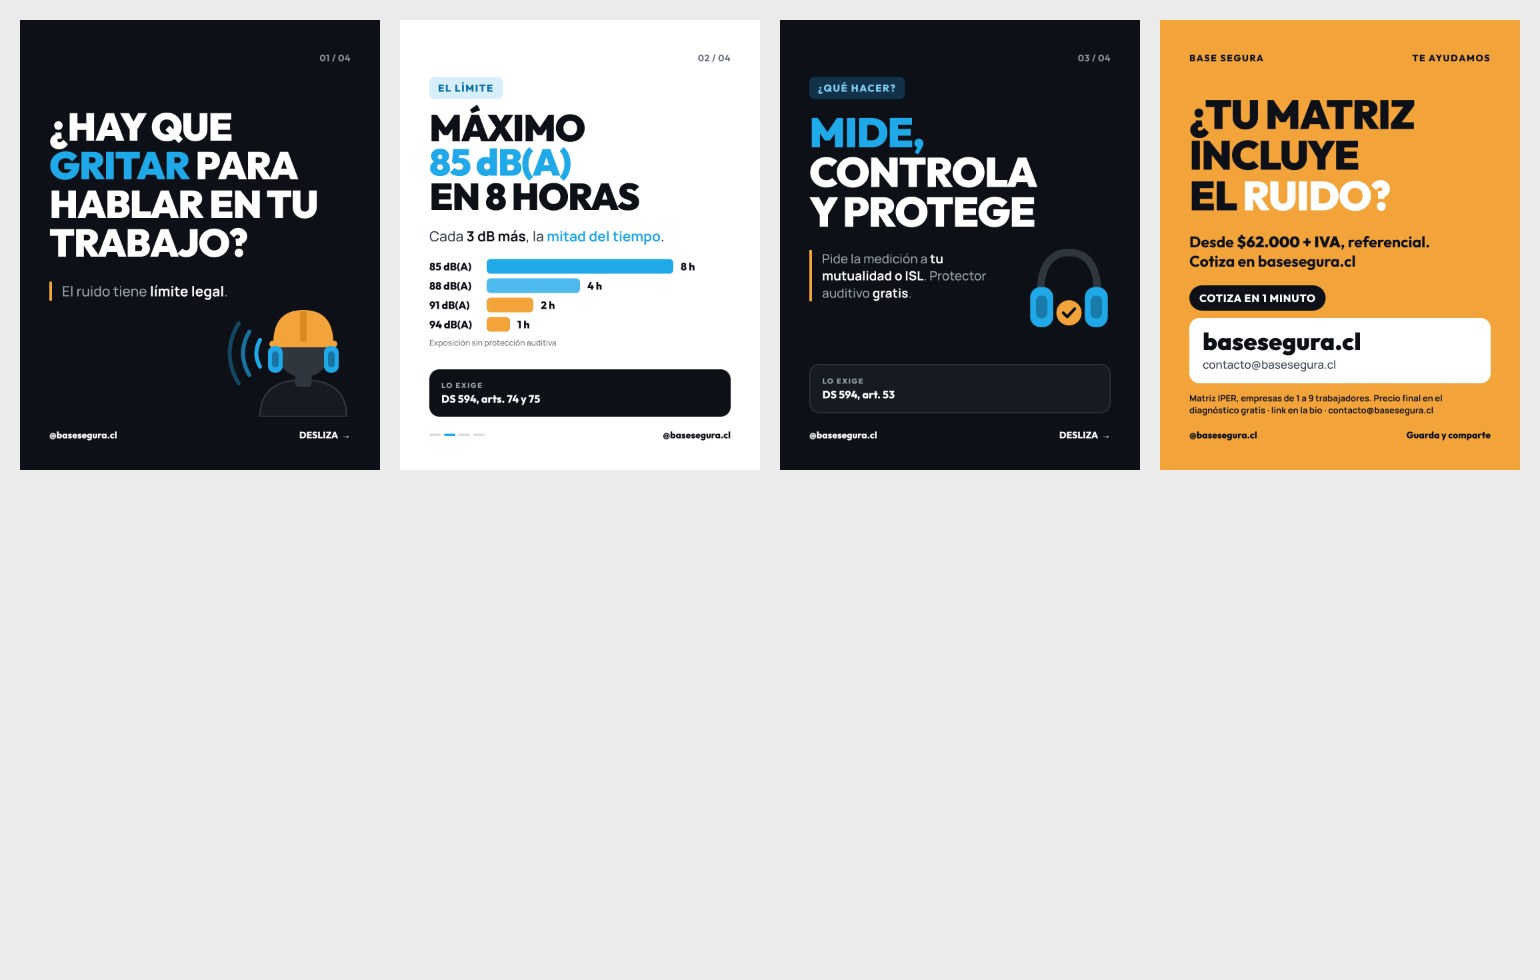 01 / 04
¿HAY QUE
GRITAR PARA
HABLAR EN TU
TRABAJO?
El ruido tiene límite legal.
@basesegura.cl
DESLIZA →
02 / 04
EL LÍMITE
MÁXIMO
85 dB(A)
EN 8 HORAS
Cada 3 dB más, la mitad del tiempo.
85 dB(A) 8 h
88 dB(A) 4 h
91 dB(A) 2 h
94 dB(A) 1 h
Exposición sin protección auditiva
LO EXIGE
DS 594, arts. 74 y 75
@basesegura.cl
03 / 04
¿QUÉ HACER?
MIDE,
CONTROLA
Y PROTEGE
Pide la medición a tu
mutualidad o ISL. Protector
auditivo gratis.
LO EXIGE
DS 594, art. 53
@basesegura.cl
DESLIZA →
BASE SEGURA
TE AYUDAMOS
¿TU MATRIZ
INCLUYE
EL RUIDO?
Desde $62.000 + IVA, referencial.
Cotiza en basesegura.cl
COTIZA EN 1 MINUTO
basesegura.cl
contacto@basesegura.cl
Matriz IPER, empresas de 1 a 9 trabajadores. Precio final en el
diagnóstico gratis · link en la bio · contacto@basesegura.cl
@basesegura.cl
Guarda y comparte